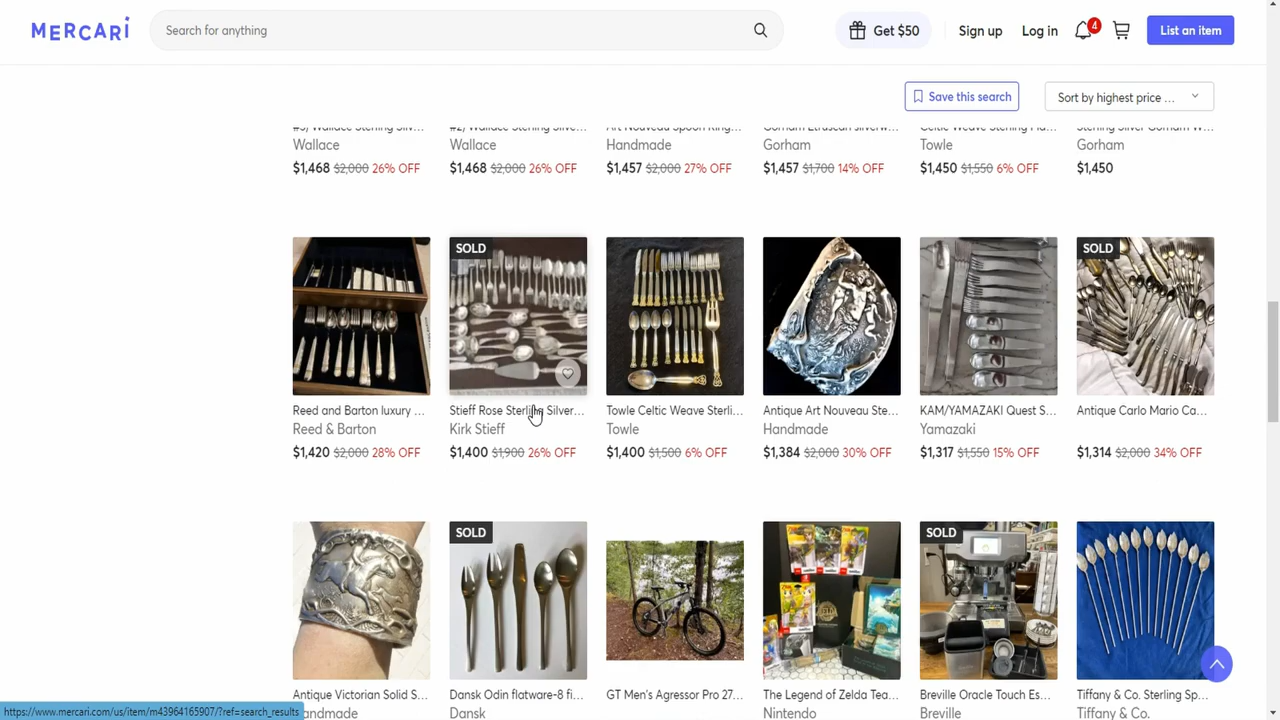 MERCARI
Search for anything
Get $50
Sign up
Log in
4
List an item
Save this search
Sort by highest price ...
Wallace
Wallace
Handmade
Gorham
Towle
Gorham
$1,468 $2,000 26% OFF
$1,468 $2,000 26% OFF
$1,457 $2,000 27% OFF
$1,457 $1,700 14% OFF
$1,450 $1,550 6% OFF
$1,450
SOLD
SOLD
Reed and Barton luxury ...
Stieff Rose Sterling Silver...
Towle Celtic Weave Sterli...
Antique Art Nouveau Ste...
KAM/YAMAZAKI Quest S...
Antique Carlo Mario Ca...
Reed & Barton
Kirk Stieff
Towle
Handmade
Yamazaki
$1,420 $2,000 28% OFF
$1,400 $1,900 26% OFF
$1,400 $1,500 6% OFF
$1,384 $2,000 30% OFF
$1,317 $1,550 15% OFF
$1,314 $2,000 34% OFF
SOLD
SOLD
Antique Victorian Solid S...
Dansk Odin flatware-8 fi...
GT Men's Agressor Pro 27...
The Legend of Zelda Tea...
Breville Oracle Touch Es...
Tiffany & Co. Sterling Sp...
Handmade
Dansk
Nintendo
Breville
Tiffany & Co.
https://www.mercari.com/us/item/m43964165907/?ref=search_results